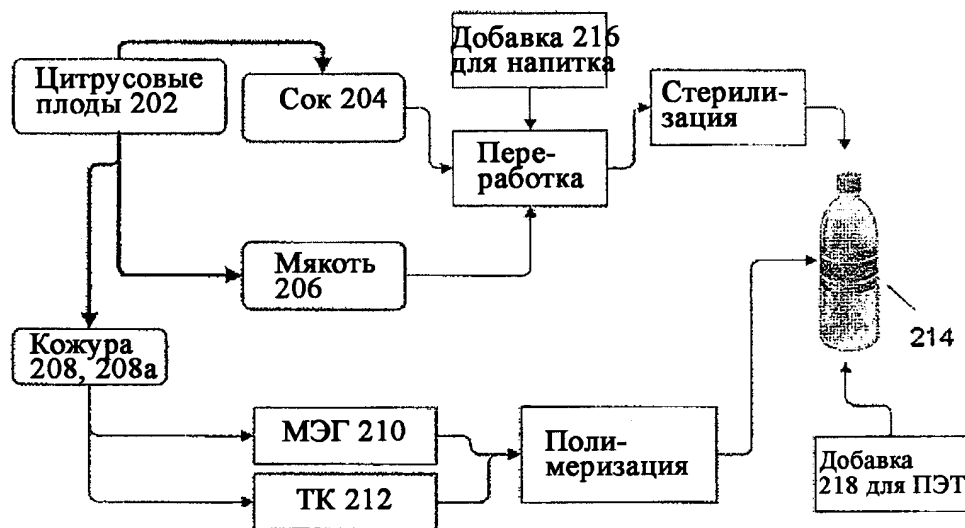 Добавка 216
для напитка
Цитрусовые
плоды 202
Сок 204
Стерили-
зация
Пере-
работка
Мякоть
206
214
Кожура
208, 208а
МЭГ 210
Поли-
меризация
ТК 212
Добавка
218 для ПЭТ